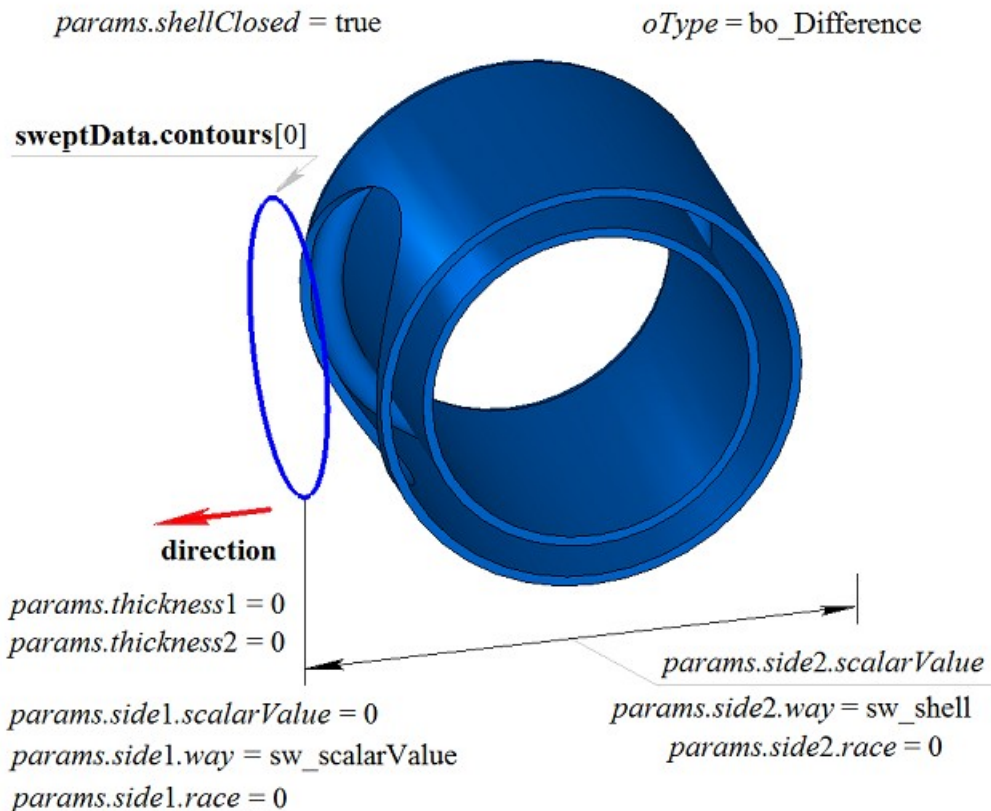 params.shellClosed = true
oType = bo_Difference
sweptData.contours[0]
direction
params.thickness1 = 0
params.thickness2 = 0
params.side2.scalarValue
params.side1.scalarValue = 0
params.side2.way = sw_shell
params.side1.way = sw_scalarValue
params.side2.race = 0
params.side1.race = 0